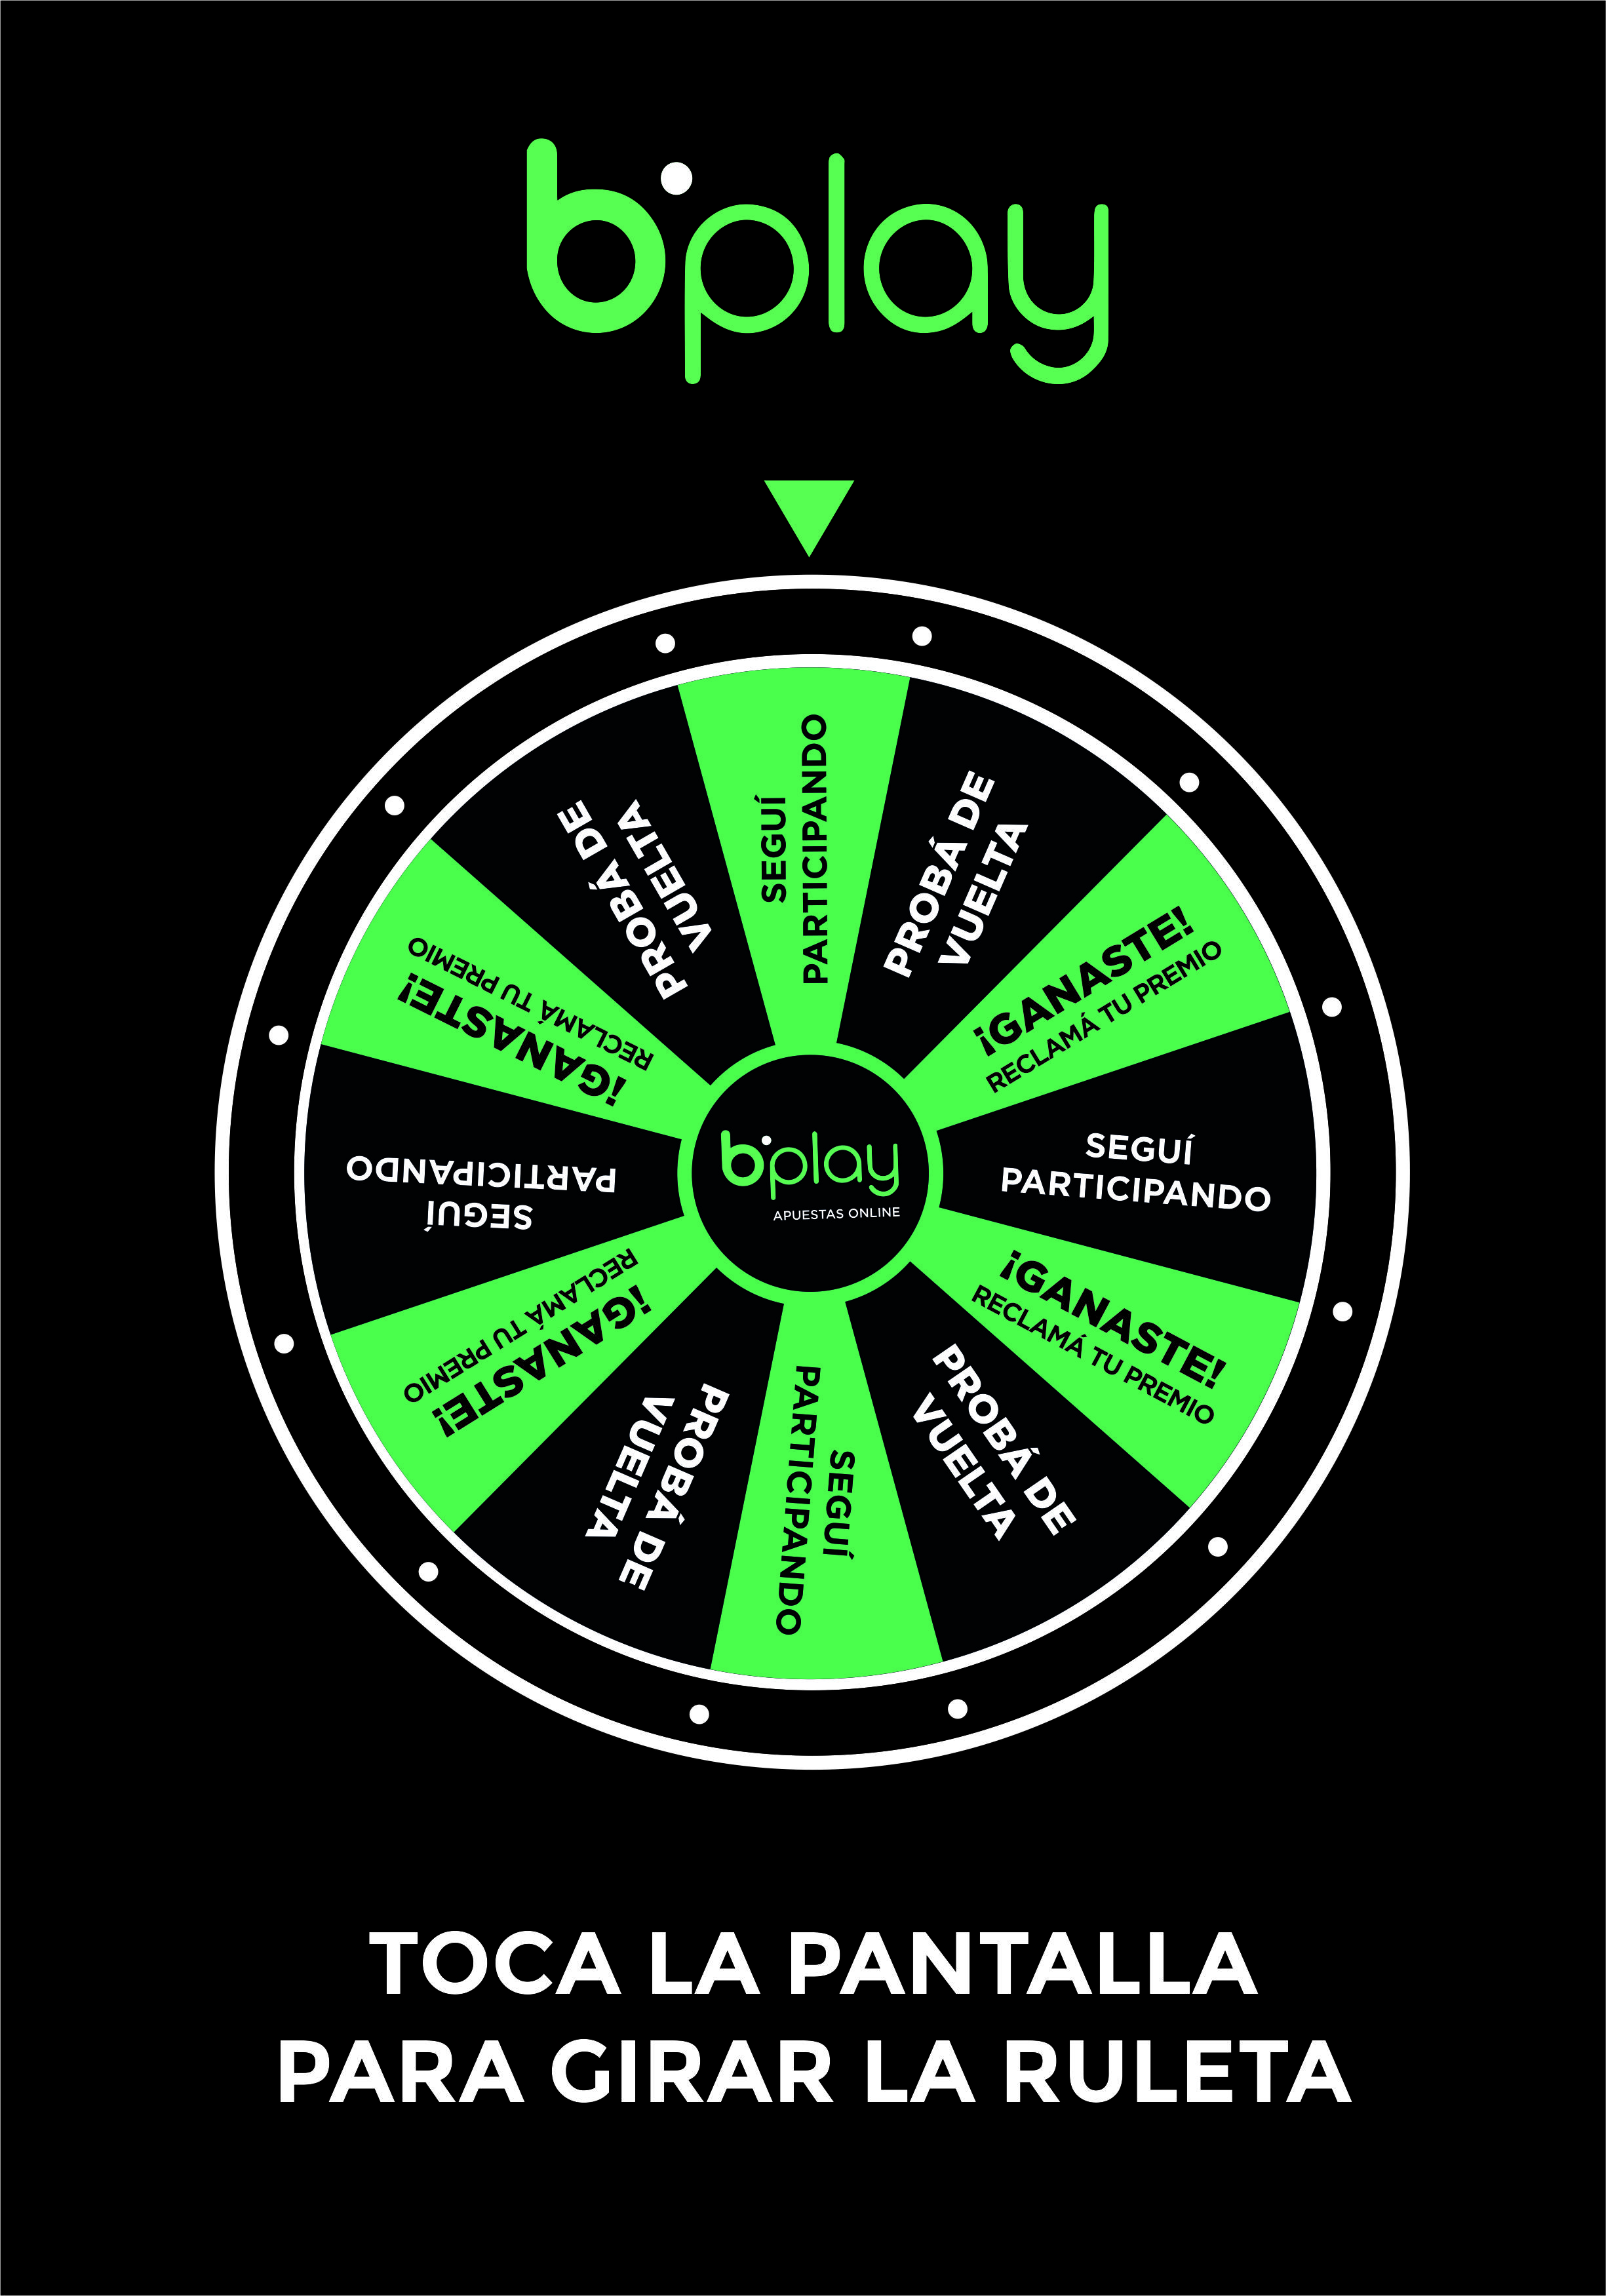 bplay
SEGUÍ
PARTICIPANDO
PROBÁ DE
VUELTA
¡GANASTE!
RECLAMÁ TU PREMIO
SEGUÍ
PARTICIPANDO
¡GANASTE!
RECLAMÁ TU PREMIO
PROBÁ DE
VUELTA
SEGUÍ
PARTICIPANDO
PROBÁ DE
VUELTA
¡GANASTE!
RECLAMÁ TU PREMIO
SEGUÍ
PARTICIPANDO
¡GANASTE!
RECLAMÁ TU PREMIO
PROBÁ DE
VUELTA
bplay
APUESTAS ONLINE
TOCA LA PANTALLA
PARA GIRAR LA RULETA